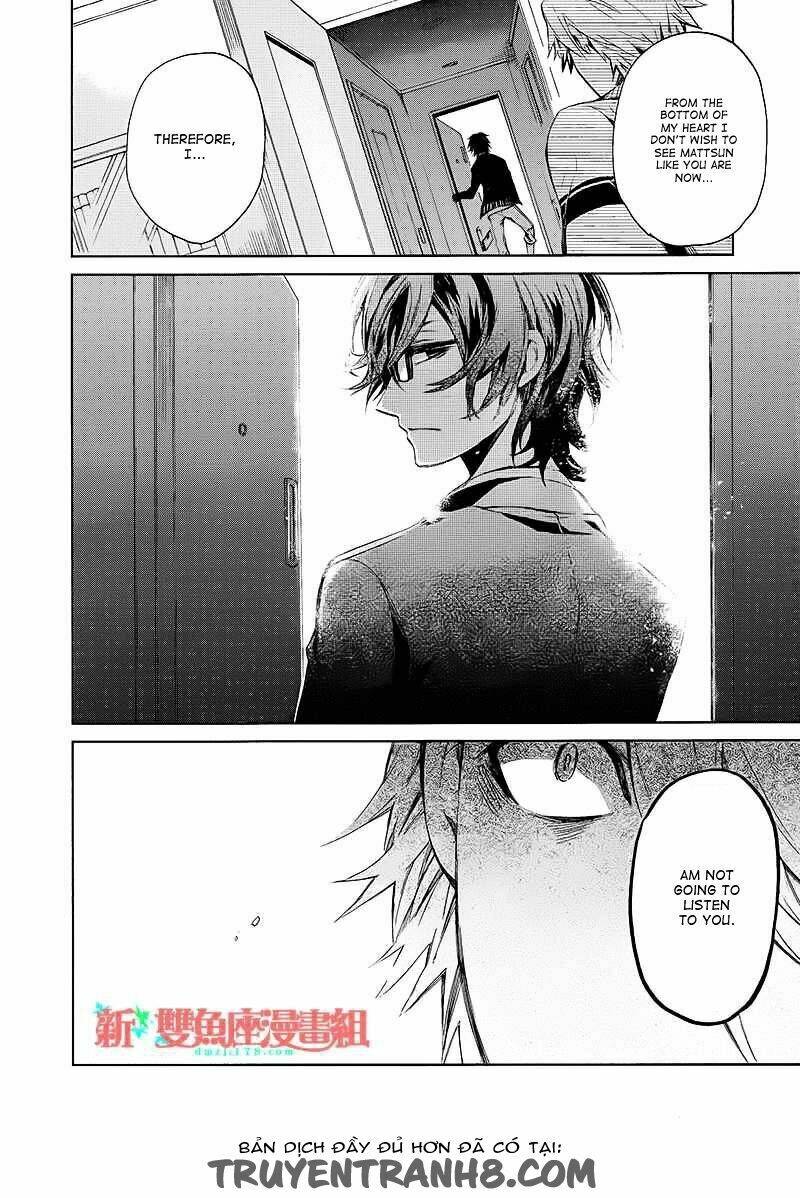 FROM THE
BOTTOM OF
MY HEART I
DON'T WISH TO
SEE MATTSUN
LIKE YOU ARE
NOW...
THEREFORE,
I...
AM NOT
GOING TO
LISTEN
TO YOU.
新 雙魚座漫畫組
dmzjcl78.com
BẢN DỊCH ĐẦY ĐỦ HƠN ĐÃ CÓ TẠI:
TRUYENTRANH8.COM